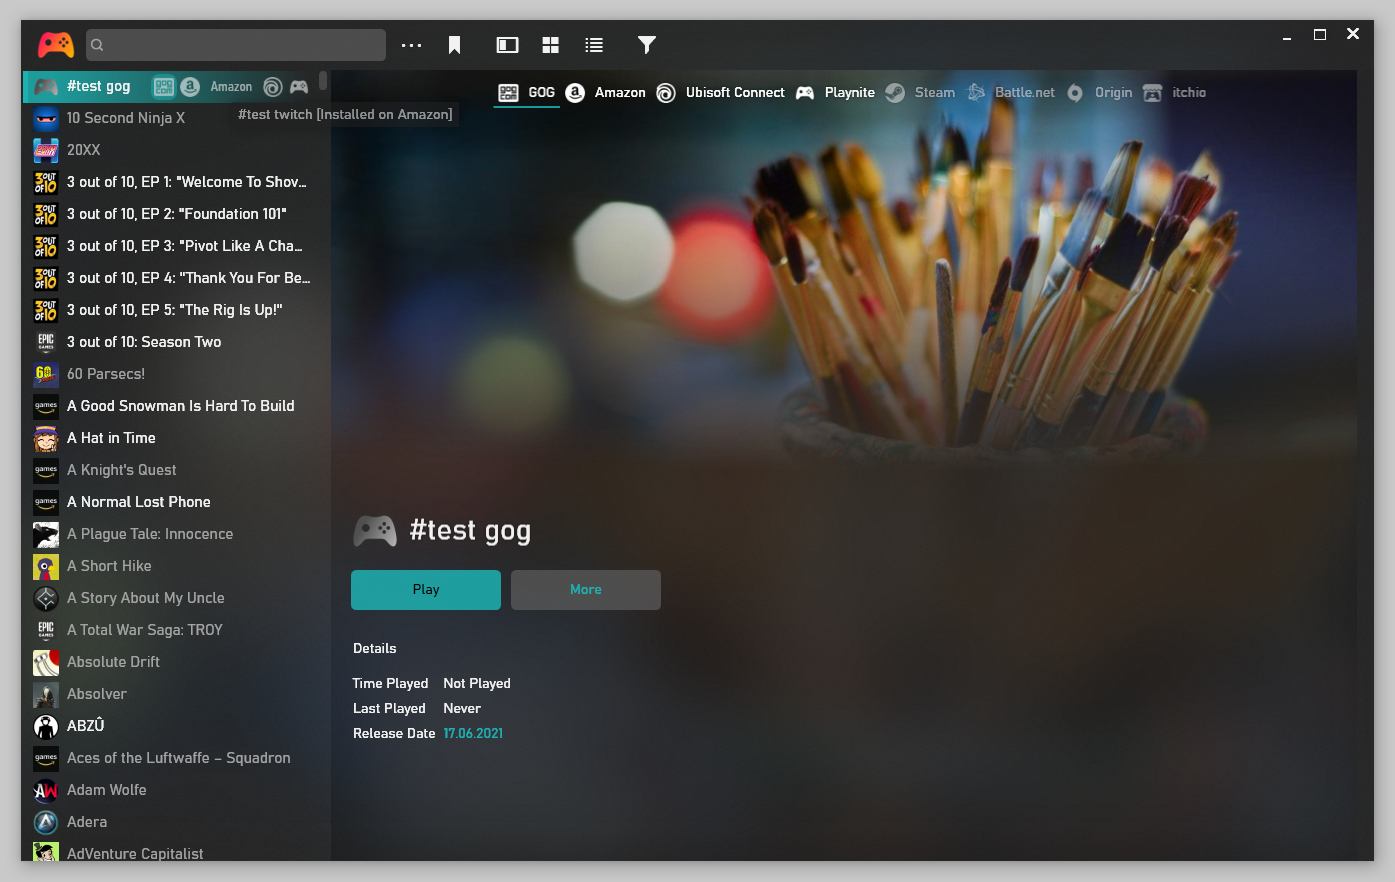 #test gog
Amazon
GOG
Amazon
Ubisoft Connect
Playnite
Steam
Battle.net
Origin
itchio
#test twitch [Installed on Amazon]
10 Second Ninja X
20XX
3 out of 10, EP 1: "Welcome To Shov...
3 out of 10, EP 2: "Foundation 101"
3 out of 10, EP 3: "Pivot Like A Cha...
3 out of 10, EP 4: "Thank You For Be...
3 out of 10, EP 5: "The Rig Is Up!"
3 out of 10: Season Two
60 Parsecs!
A Good Snowman Is Hard To Build
A Hat in Time
A Knight's Quest
A Normal Lost Phone
A Plague Tale: Innocence
A Short Hike
A Story About My Uncle
A Total War Saga: TROY
Absolute Drift
Absolver
ABZÛ
Aces of the Luftwaffe – Squadron
Adam Wolfe
Adera
AdVenture Capitalist
#test gog
Play
More
Details
Time Played Not Played
Last Played Never
Release Date 17.06.2021